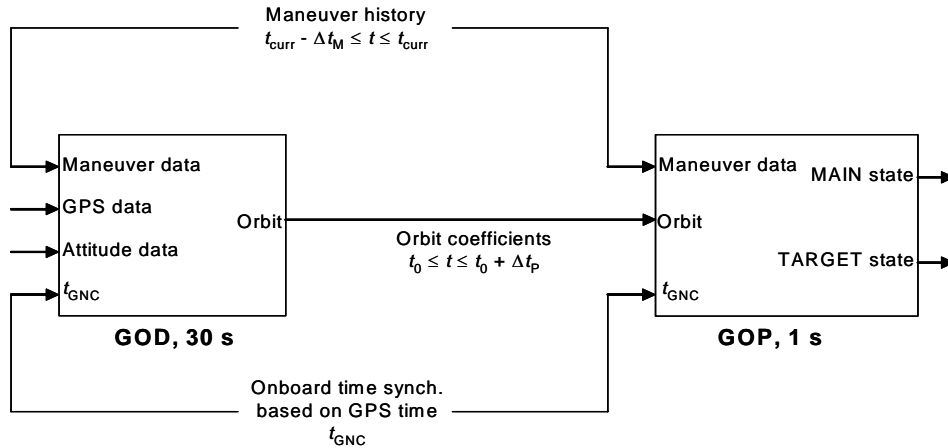 Maneuver history
t_curr - Δt_M ≤ t ≤ t_curr
Maneuver data
GPS data
Attitude data
t_GNC
Orbit
GOD, 30 s
Orbit coefficients
t_0 ≤ t ≤ t_0 + Δt_P
Maneuver data
Orbit
t_GNC
MAIN state
TARGET state
GOP, 1 s
Onboard time synch.
based on GPS time
t_GNC